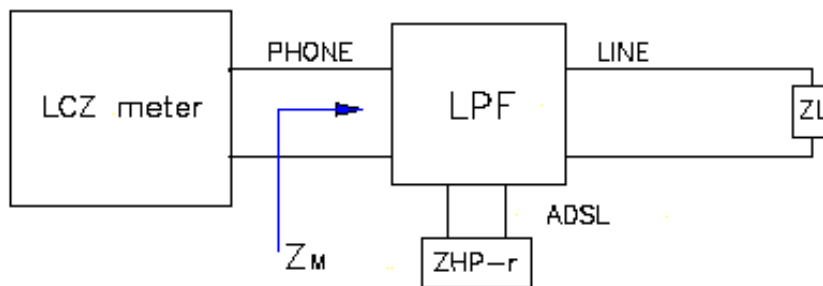 PHONE
LINE
LCZ meter
LPF
ZL
ADSL
ZM
ZHP-r